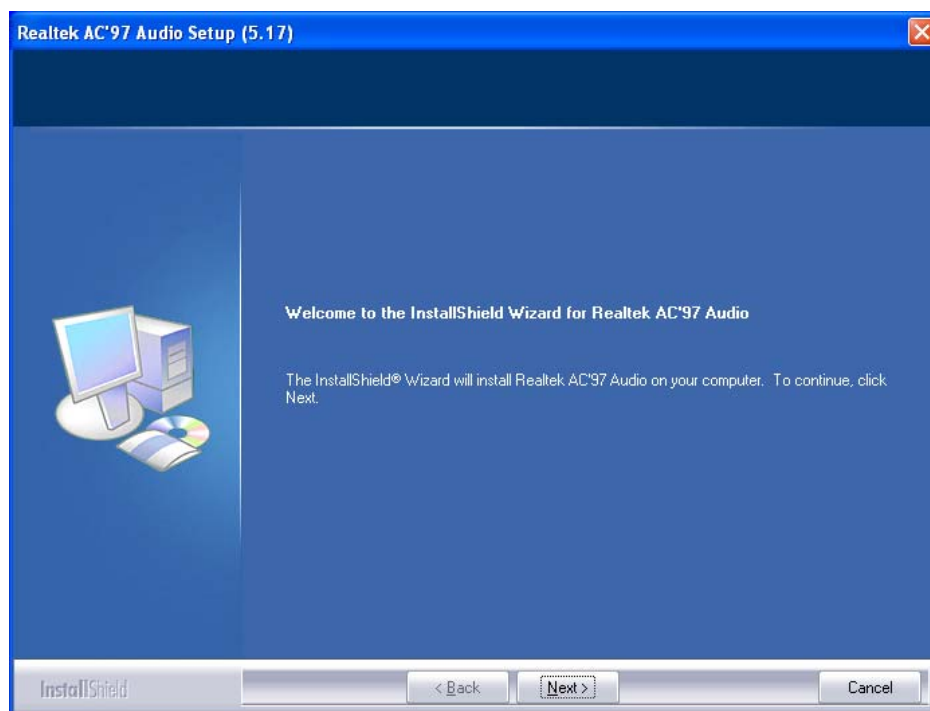 Realtek AC'97 Audio Setup (5.17)
Welcome to the InstallShield Wizard for Realtek AC'97 Audio
The InstallShield® Wizard will install Realtek AC'97 Audio on your computer. To continue, click
Next.
InstallShield
< Back
Next >
Cancel